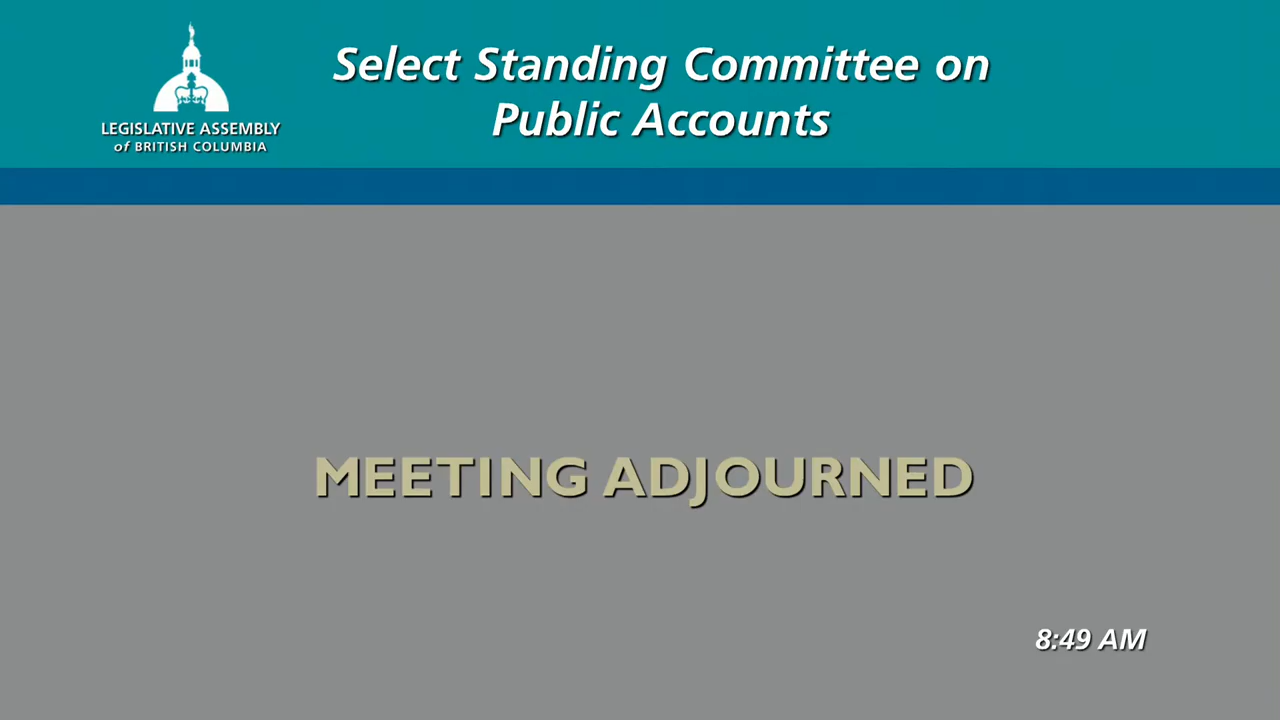 Select Standing Committee on
Public Accounts
LEGISLATIVE ASSEMBLY
of BRITISH COLUMBIA
MEETING ADJOURNED
8:49 AM